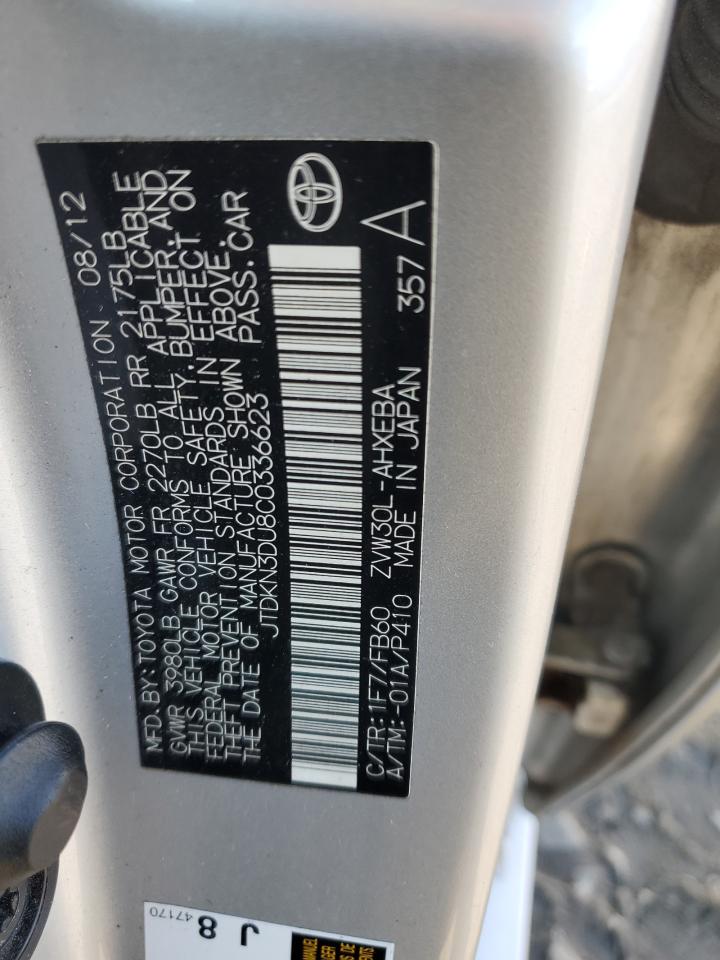 MFD.BY:TOYOTA MOTOR CORPORATION 08/12
GVWR 3980LB GAWR FR 2270LB RR 2175LB
THIS VEHICLE CONFORMS TO ALL APPLICABLE
FEDERAL MOTOR VEHICLE SAFETY,BUMPER,AND
THEFT PREVENTION STANDARDS IN EFFECT ON
THE DATE OF MANUFACTURE SHOWN ABOVE.
JTDKN3DU8C0336623 PASS.CAR
C/TR:1F7/FB60 ZVW30L-AHXEBA
A/TM:-01A/P410 MADE IN JAPAN 357 A
47170
J 8